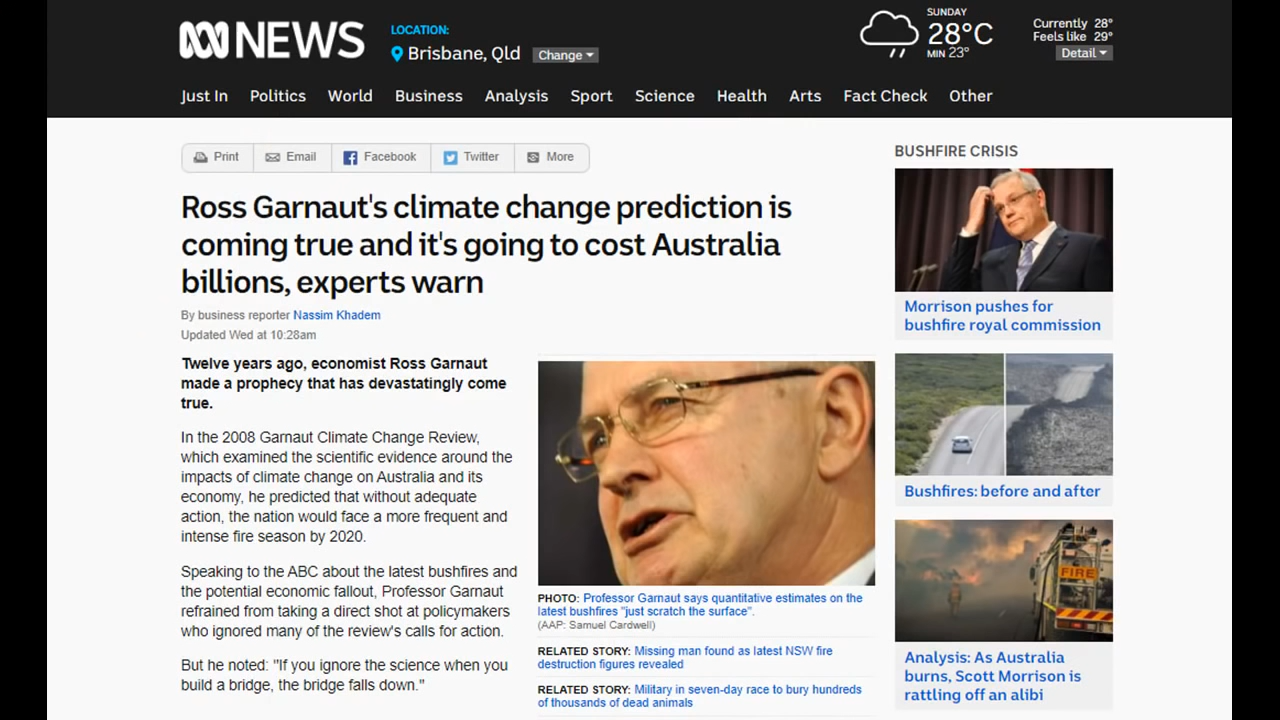 NEWS
LOCATION:
Brisbane, Qld
Change
SUNDAY
28°C
MIN 23°
Currently 28°
Feels like 29°
Detail
Just In Politics World Business Analysis Sport Science Health Arts Fact Check Other
Print Email Facebook Twitter More
Ross Garnaut's climate change prediction is
coming true and it's going to cost Australia
billions, experts warn
By business reporter Nassim Khadem
Updated Wed at 10:28am
Twelve years ago, economist Ross Garnaut
made a prophecy that has devastatingly come
true.
In the 2008 Garnaut Climate Change Review,
which examined the scientific evidence around the
impacts of climate change on Australia and its
economy, he predicted that without adequate
action, the nation would face a more frequent and
intense fire season by 2020.
Speaking to the ABC about the latest bushfires and
the potential economic fallout, Professor Garnaut
refrained from taking a direct shot at policymakers
who ignored many of the review's calls for action.
But he noted: "If you ignore the science when you
build a bridge, the bridge falls down."
PHOTO: Professor Garnaut says quantitative estimates on the
latest bushfires "just scratch the surface".
(AAP: Samuel Cardwell)
RELATED STORY: Missing man found as latest NSW fire
destruction figures revealed
RELATED STORY: Military in seven-day race to bury hundreds
of thousands of dead animals
BUSHFIRE CRISIS
Morrison pushes for
bushfire royal commission
Bushfires: before and after
FIRE
Analysis: As Australia
burns, Scott Morrison is
rattling off an alibi